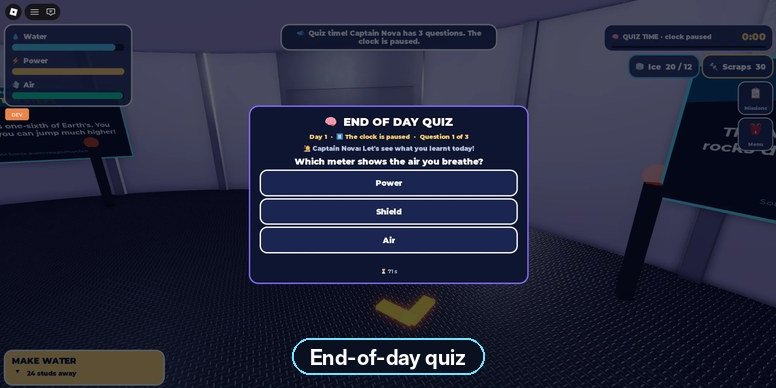 Water
Power
Air
DEV
Quiz time! Captain Nova has 3 questions. The
clock is paused.
QUIZ TIME · clock paused 0:00
Ice 20 / 12
Scraps 30
Missions
Menu
s one-sixth of Earth's. You
you can jump much higher!
Th
rocks
END OF DAY QUIZ
Day 1 · The clock is paused · Question 1 of 3
Captain Nova: Let's see what you learnt today!
Which meter shows the air you breathe?
Power
Shield
Air
71s
MAKE WATER
24 studs away
End-of-day quiz